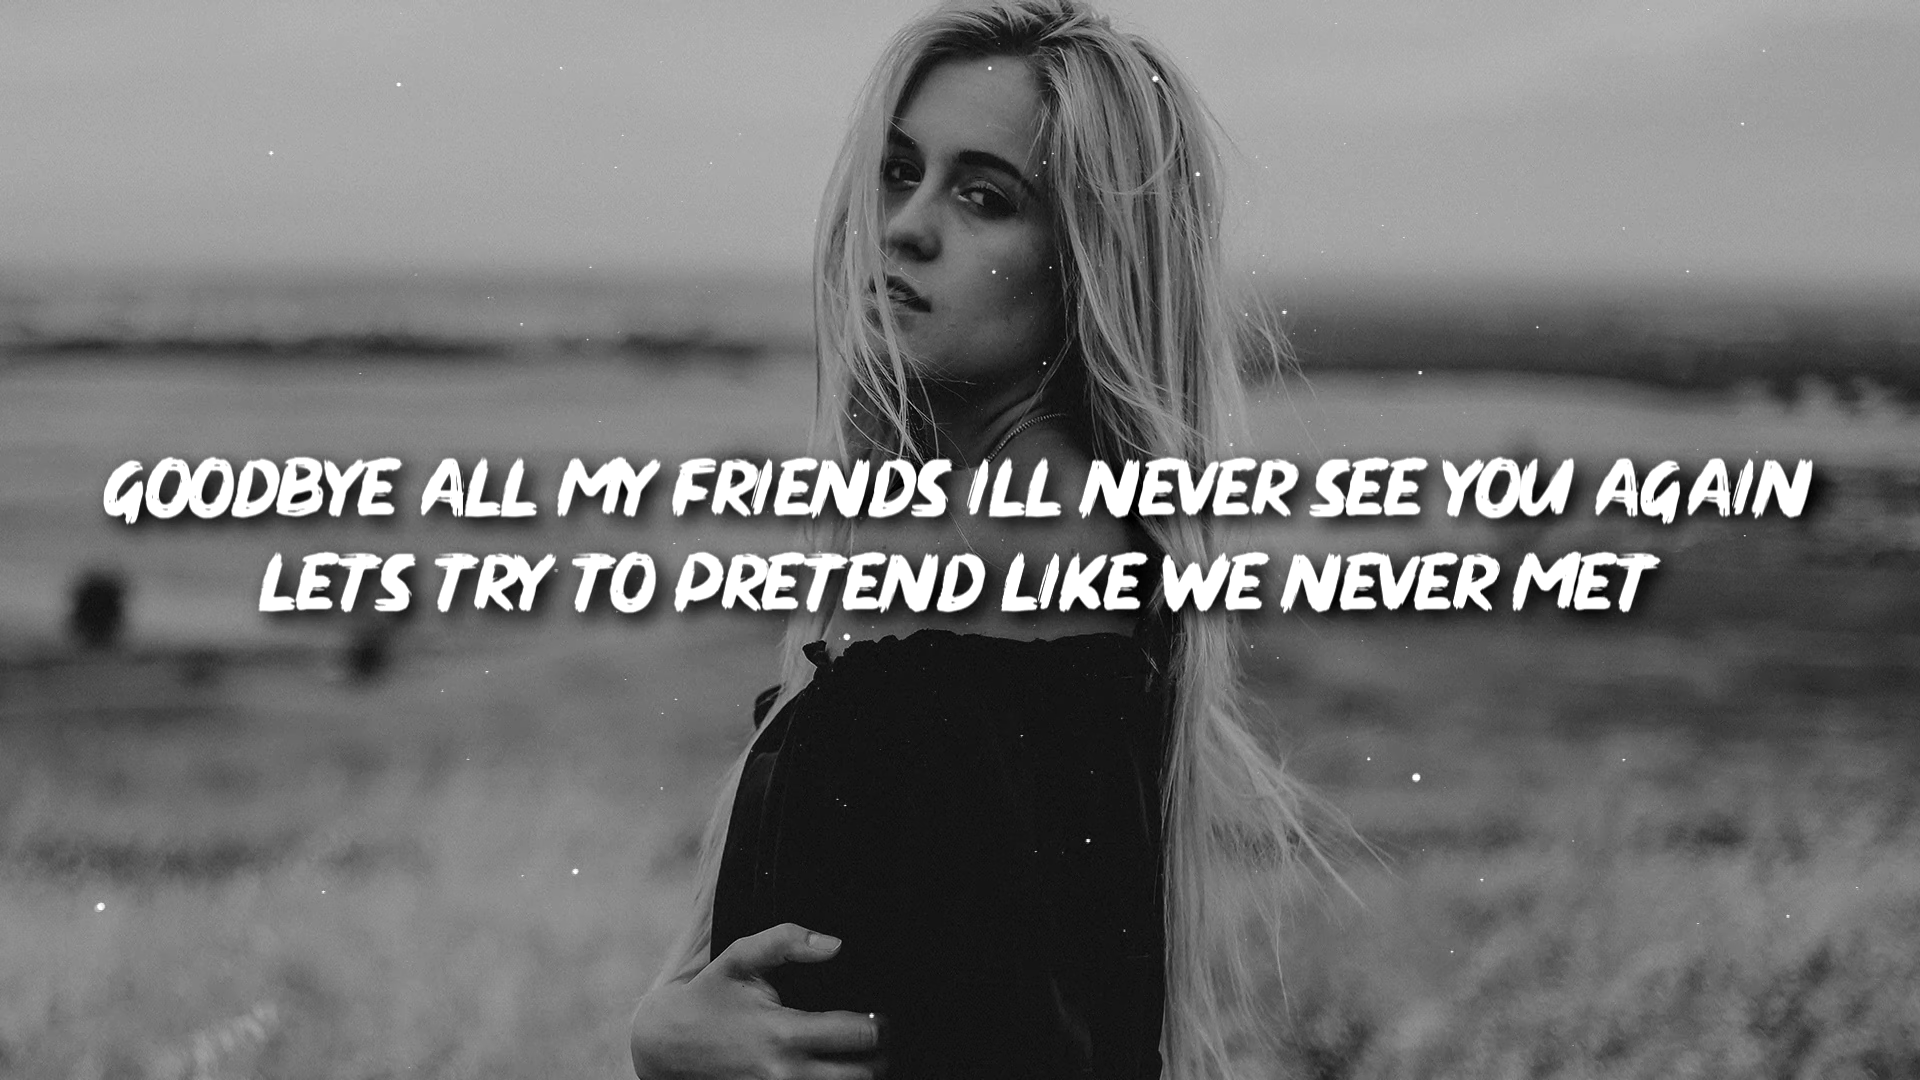 GOODBYE ALL MY FRIENDS ILL NEVER SEE YOU AGAIN
LETS TRY TO PRETEND LIKE WE NEVER MET